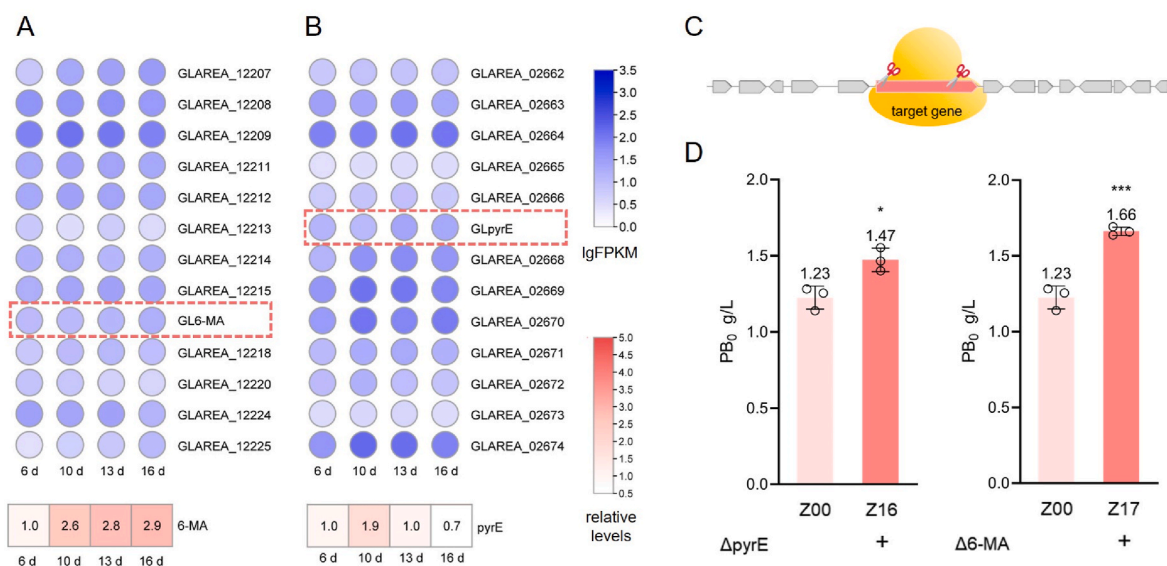 A
GLAREA_12207
GLAREA_12208
GLAREA_12209
GLAREA_12211
GLAREA_12212
GLAREA_12213
GLAREA_12214
GLAREA_12215
GL6-MA
GLAREA_12218
GLAREA_12220
GLAREA_12224
GLAREA_12225
6 d 10 d 13 d 16 d
1.0 2.6 2.8 2.9 6-MA
6 d 10 d 13 d 16 d
B
GLAREA_02662
GLAREA_02663
GLAREA_02664
GLAREA_02665
GLAREA_02666
GLpyrE
GLAREA_02668
GLAREA_02669
GLAREA_02670
GLAREA_02671
GLAREA_02672
GLAREA_02673
GLAREA_02674
6 d 10 d 13 d 16 d
1.0 1.9 1.0 0.7 pyrE
6 d 10 d 13 d 16 d
3.5
3.0
2.5
2.0
1.5
1.0
0.5
0.0
lgFPKM
5.0
4.5
4.0
3.5
3.0
2.5
2.0
1.5
1.0
0.5
relative
levels
C
target gene
D
PB0 g/L
2.0
1.5
1.0
1.5
0.0
1.23
*
1.47
Z00 Z16
ΔpyrE +
PB0 g/L
2.0
1.5
1.0
1.5
0.0
1.23
***
1.66
Z00 Z17
Δ6-MA +